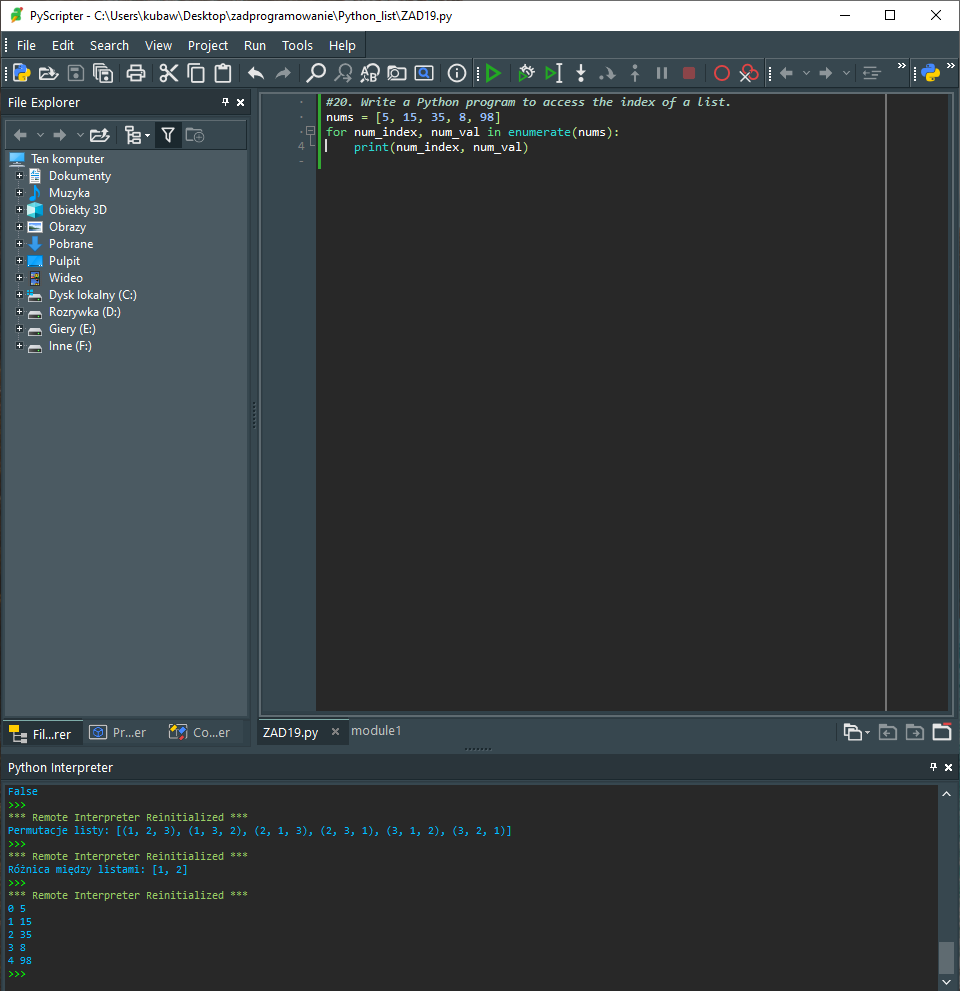 PyScripter - C:\Users\kubaw\Desktop\zadprogramowanie\Python_list\ZAD19.py
File Edit Search View Project Run Tools Help
File Explorer
Ten komputer
Dokumenty
Muzyka
Obiekty 3D
Obrazy
Pobrane
Pulpit
Wideo
Dysk lokalny (C:)
Rozrywka (D:)
Giery (E:)
Inne (F:)
Fil...rer Pr...er Co...er
#20. Write a Python program to access the index of a list.
nums = [5, 15, 35, 8, 98]
for num_index, num_val in enumerate(nums):
4 print(num_index, num_val)
ZAD19.py module1
Python Interpreter
False
>>>
*** Remote Interpreter Reinitialized ***
Permutacje listy: [(1, 2, 3), (1, 3, 2), (2, 1, 3), (2, 3, 1), (3, 1, 2), (3, 2, 1)]
>>>
*** Remote Interpreter Reinitialized ***
Różnica między listami: [1, 2]
>>>
*** Remote Interpreter Reinitialized ***
0 5
1 15
2 35
3 8
4 98
>>>